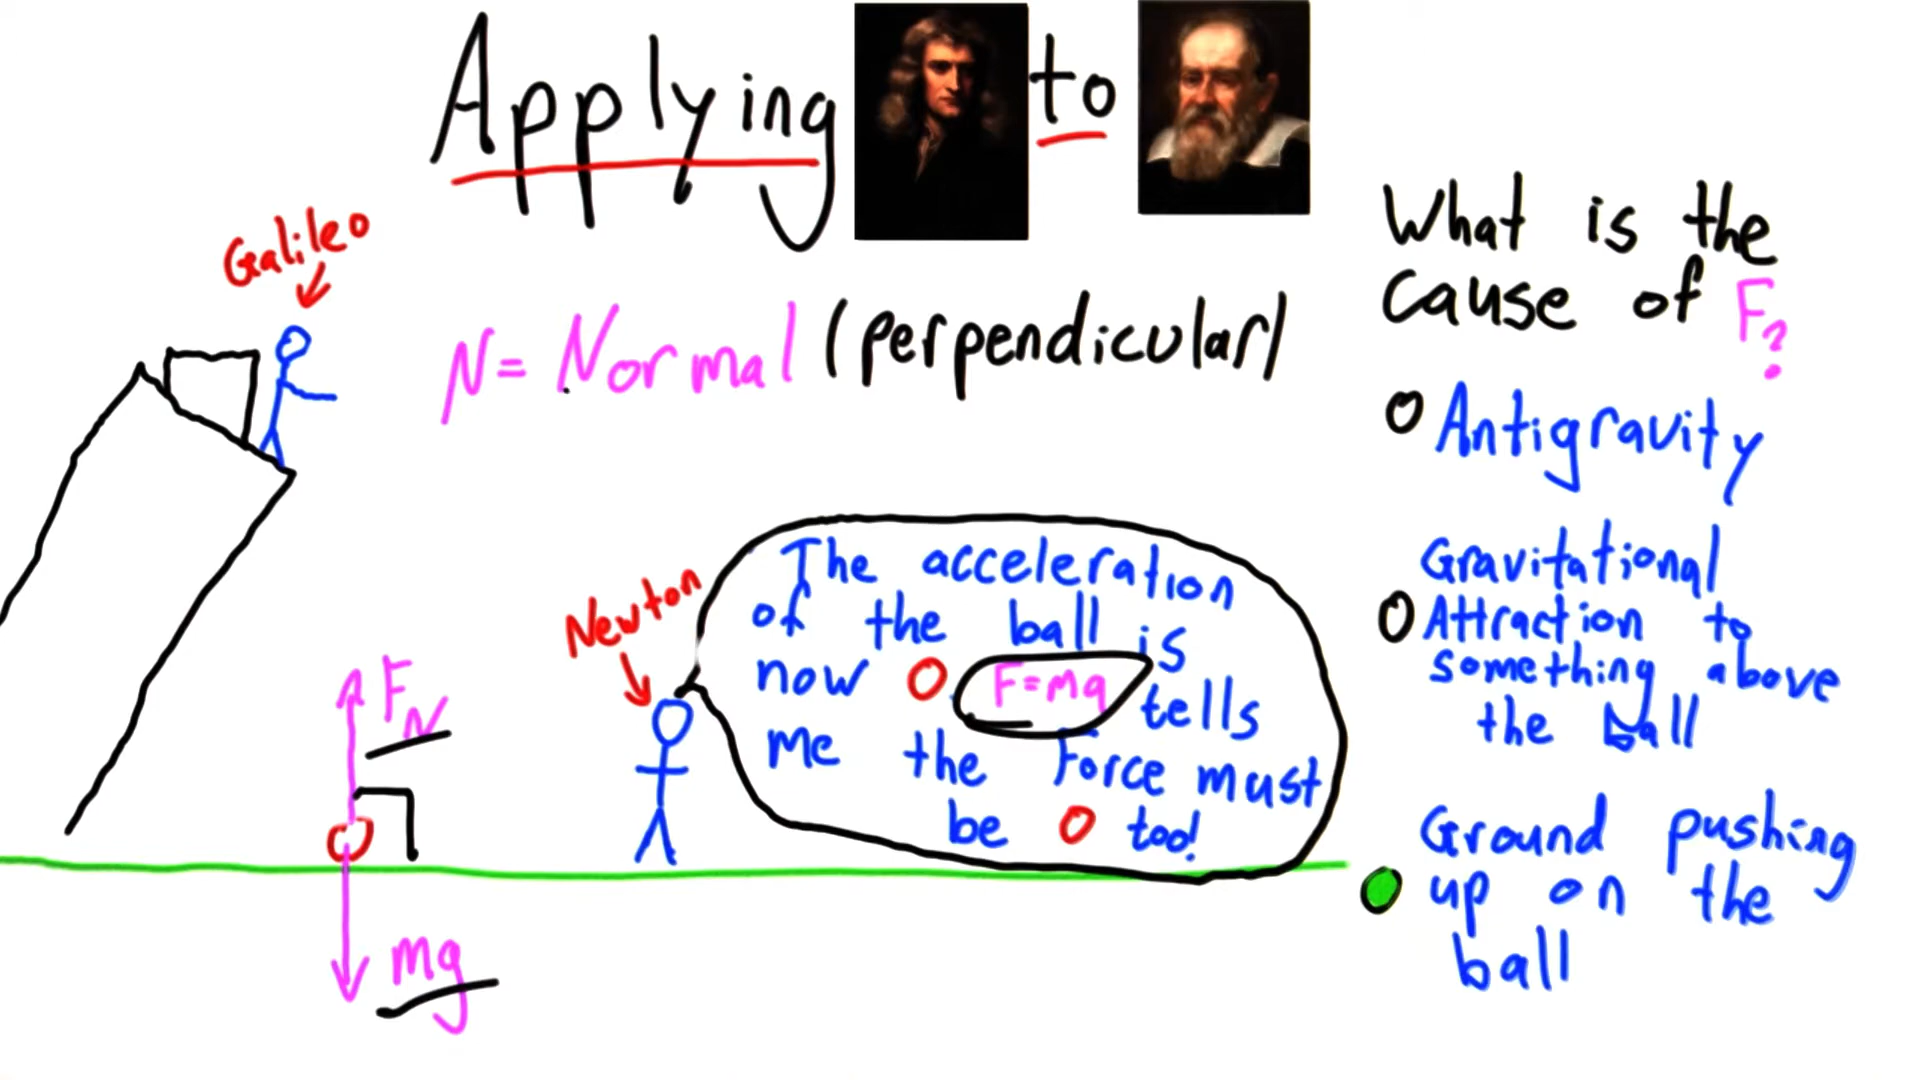 Applying to
Galileo
N = Normal (perpendicular)
What is the
cause of F?
Antigravity
Gravitational
Attraction to
something above
the Ball
Ground pushing
up on the
ball
Newton
The acceleration
of the ball is
now 0. F=ma tells
me the Force must
be 0 too!
F_N
mg